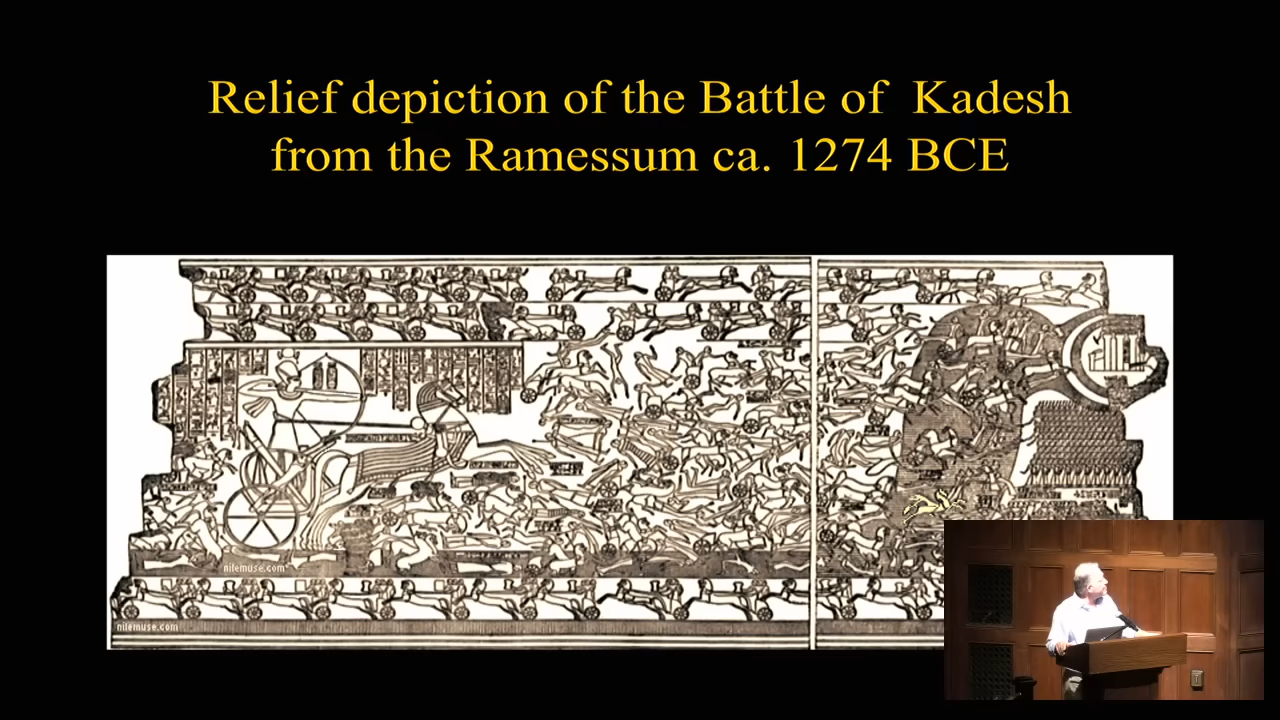 Relief depiction of the Battle of Kadesh
from the Ramessum ca. 1274 BCE
nilemuse.com
nilemuse.com